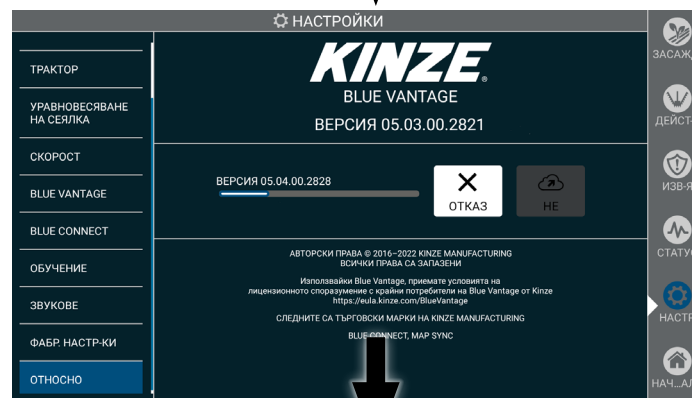 НАСТРОЙКИ
ТРАКТОР
УРАВНОВЕСЯВАНЕ
НА СЕЯЛКА
СКОРОСТ
BLUE VANTAGE
BLUE CONNECT
ОБУЧЕНИЕ
ЗВУКОВЕ
ФАБР. НАСТР-КИ
ОТНОСНО
KINZE®
BLUE VANTAGE
ВЕРСИЯ 05.03.00.2821
ВЕРСИЯ 05.04.00.2828
ОТКАЗ
НЕ
АВТОРСКИ ПРАВА © 2016–2022 KINZE MANUFACTURING
ВСИЧКИ ПРАВА СА ЗАПАЗЕНИ
Използвайки Blue Vantage, приемате условията на
лицензионното споразумение с крайни потребители на Blue Vantage от Kinze
https://eula.kinze.com/BlueVantage
СЛЕДНИТЕ СА ТЪРГОВСКИ МАРКИ НА KINZE MANUFACTURING
BLUE CONNECT, MAP SYNC
ЗАСАЖ
ДЕЙСТ-
ИЗВ-Я
СТАТУ
НАСТР
НАЧ...АЛ